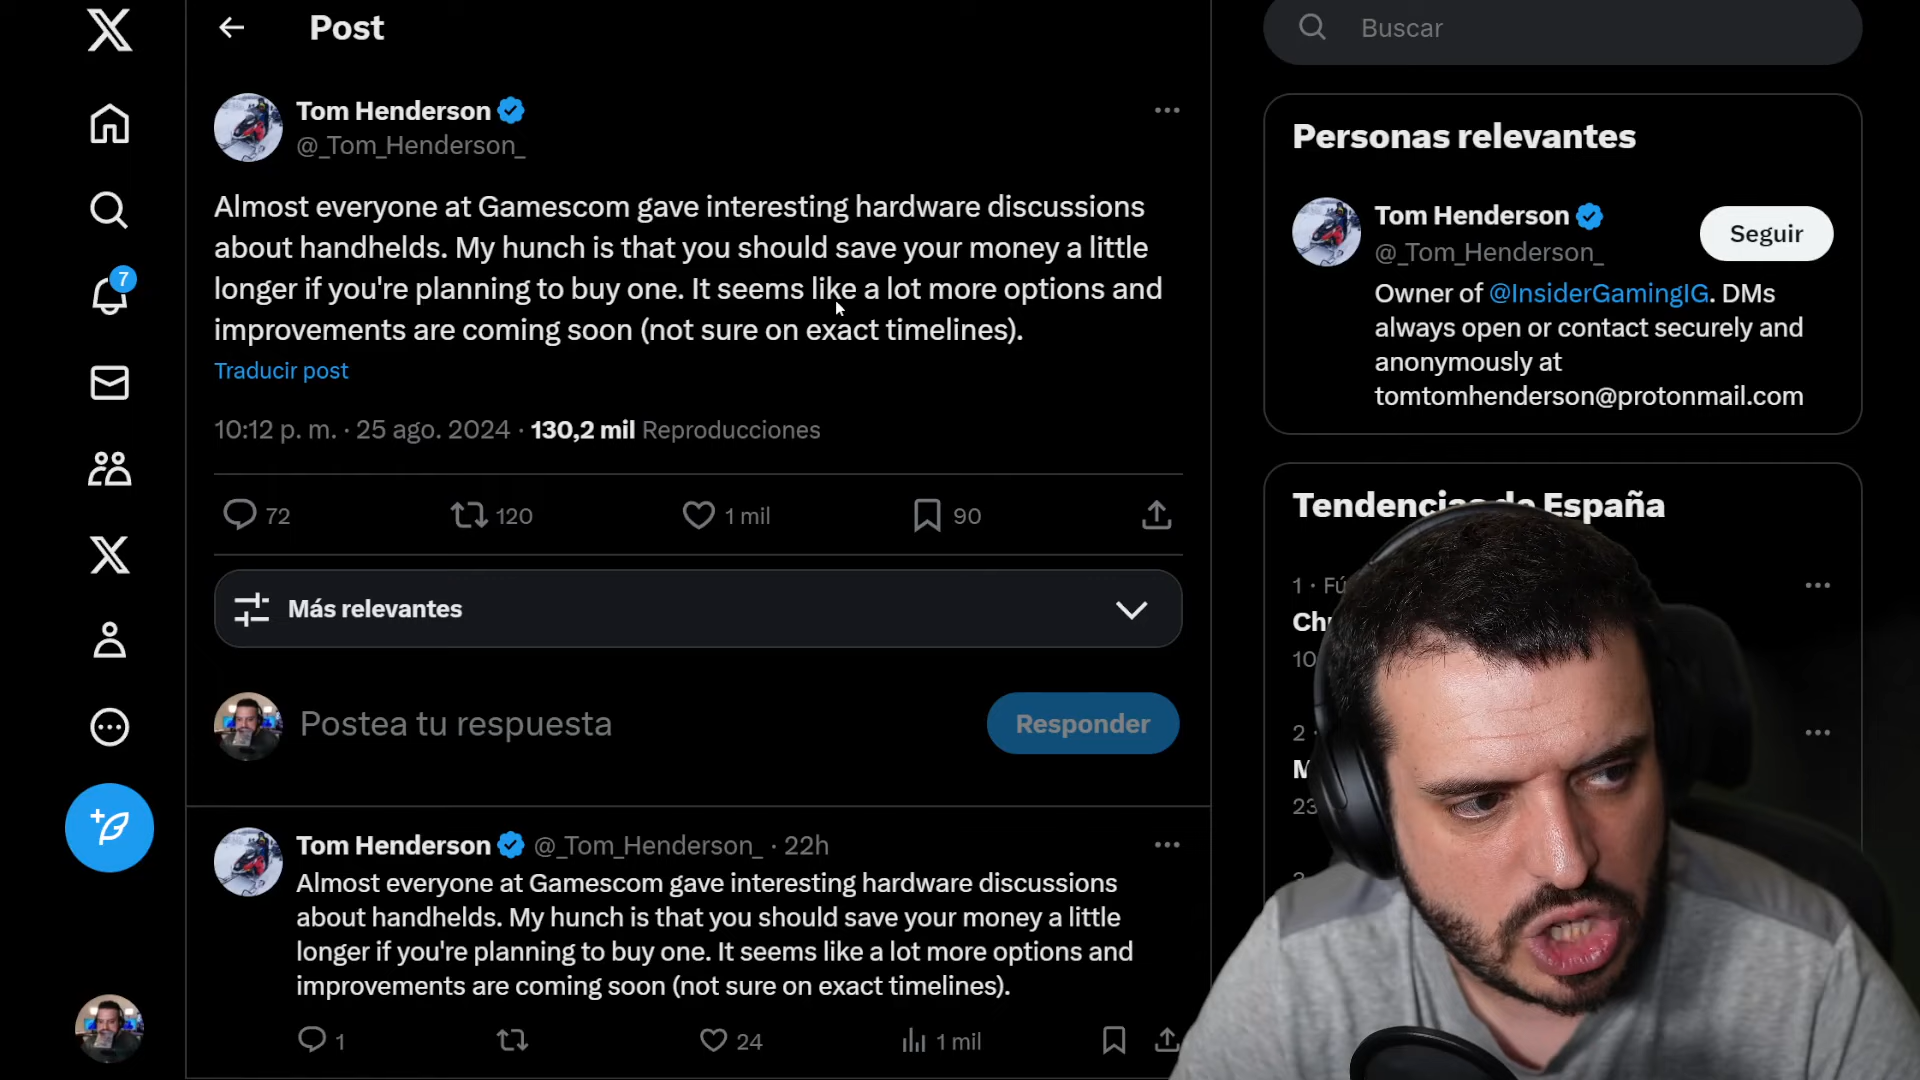 Post
Buscar
Tom Henderson
@_Tom_Henderson_
Almost everyone at Gamescom gave interesting hardware discussions
about handhelds. My hunch is that you should save your money a little
longer if you're planning to buy one. It seems like a lot more options and
improvements are coming soon (not sure on exact timelines).
Traducir post
10:12 p. m. · 25 ago. 2024 · 130,2 mil Reproducciones
72
120
1 mil
90
Más relevantes
Postea tu respuesta
Responder
Tom Henderson @_Tom_Henderson_ · 22h
Almost everyone at Gamescom gave interesting hardware discussions
about handhelds. My hunch is that you should save your money a little
longer if you're planning to buy one. It seems like a lot more options and
improvements are coming soon (not sure on exact timelines).
1
24
1 mil
7
Personas relevantes
Tom Henderson
@_Tom_Henderson_
Seguir
Owner of @InsiderGamingIG. DMs
always open or contact securely and
anonymously at
tomtomhenderson@protonmail.com
Tendencias de España
1 ·
2 ·